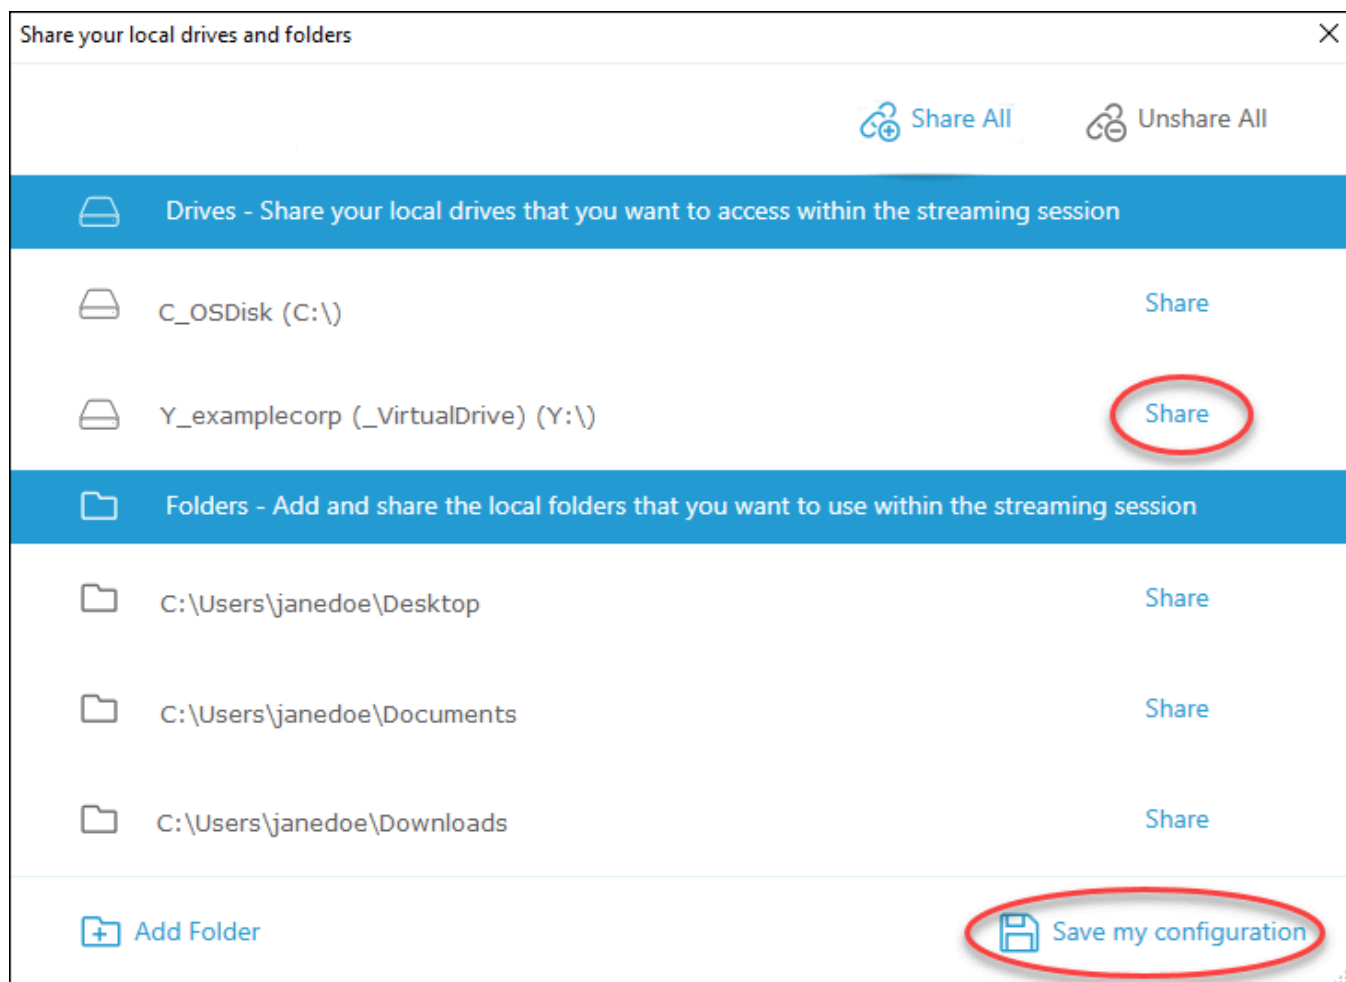 Share your local drives and folders
Share All
Unshare All
Drives - Share your local drives that you want to access within the streaming session
C_OSDisk (C:\)
Share
Y_examplecorp (_VirtualDrive) (Y:\)
Share
Folders - Add and share the local folders that you want to use within the streaming session
C:\Users\janedoe\Desktop
Share
C:\Users\janedoe\Documents
Share
C:\Users\janedoe\Downloads
Share
Add Folder
Save my configuration